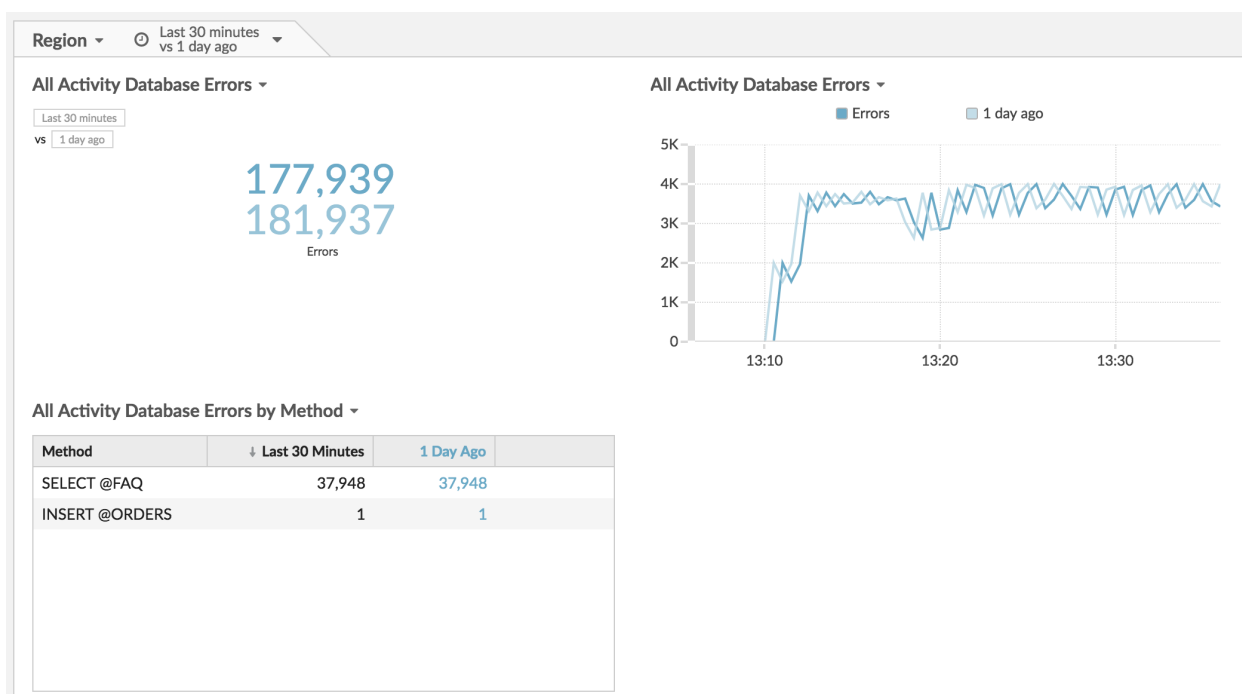 Region
Last 30 minutes
vs 1 day ago
All Activity Database Errors
Last 30 minutes
vs 1 day ago
177,939
181,937
Errors
All Activity Database Errors
Errors 1 day ago
5K
4K
3K
2K
1K
0
13:10 13:20 13:30
All Activity Database Errors by Method
Method ↓ Last 30 Minutes 1 Day Ago
SELECT @FAQ 37,948 37,948
INSERT @ORDERS 1 1